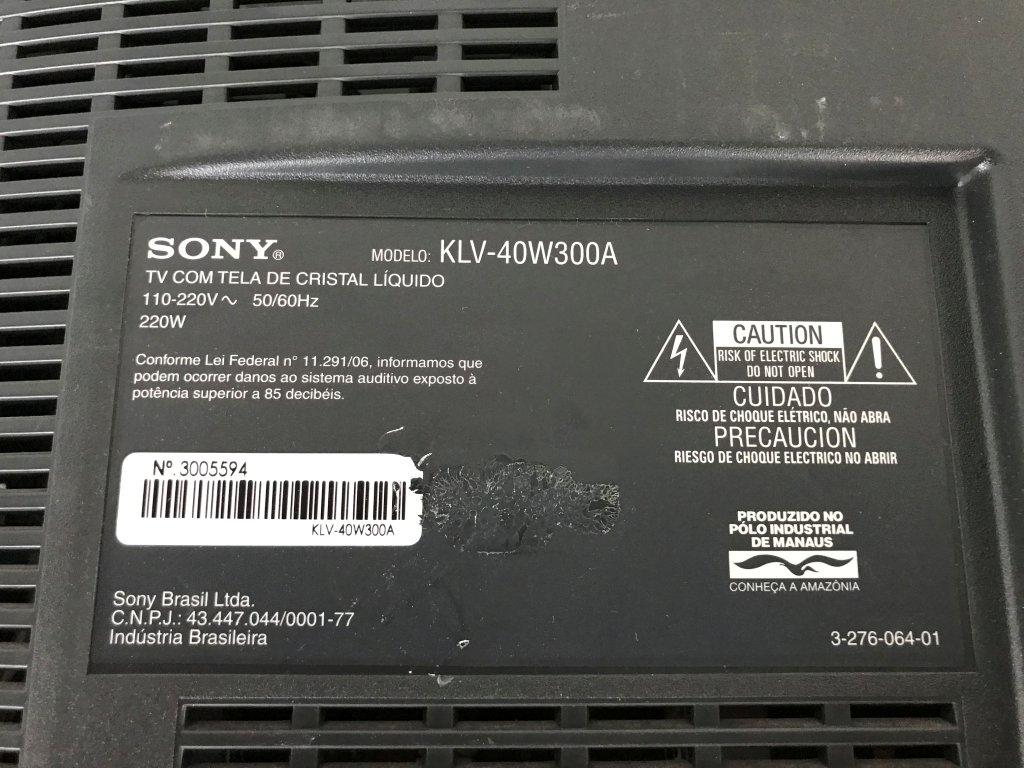 SONY®
MODELO: KLV-40W300A
TV COM TELA DE CRISTAL LÍQUIDO
110-220V~ 50/60Hz
220W
Conforme Lei Federal n° 11.291/06, informamos que
podem ocorrer danos ao sistema auditivo exposto à
potência superior a 85 decibéis.
CAUTION
RISK OF ELECTRIC SHOCK
DO NOT OPEN
CUIDADO
RISCO DE CHOQUE ELÉTRICO, NÃO ABRA
PRECAUCION
RIESGO DE CHOQUE ELECTRICO NO ABRIR
Nº. 3005594
KLV-40W300A
PRODUZIDO NO
PÓLO INDUSTRIAL
DE MANAUS
CONHEÇA A AMAZÔNIA
Sony Brasil Ltda.
C.N.P.J.: 43.447.044/0001-77
Indústria Brasileira
3-276-064-01